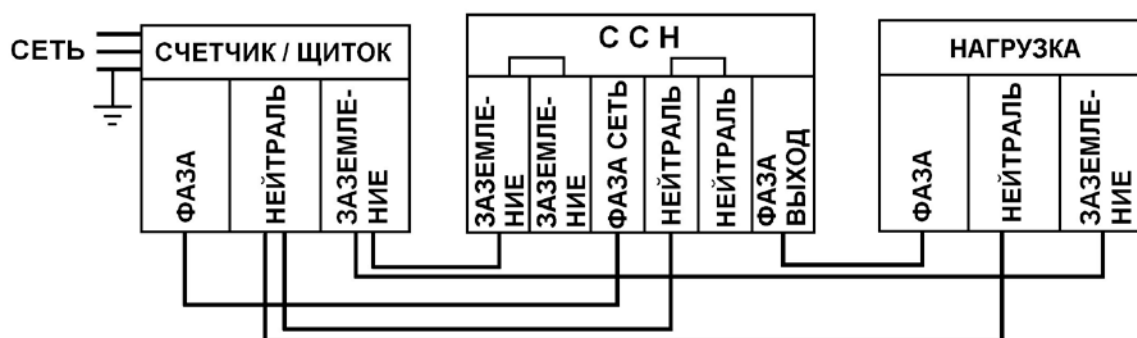 СЕТЬ
СЧЕТЧИК / ЩИТОК
ФАЗА
НЕЙТРАЛЬ
ЗАЗЕМЛЕ-
НИЕ
С С Н
ЗАЗЕМЛЕ-
НИЕ
ЗАЗЕМЛЕ-
НИЕ
ФАЗА СЕТЬ
НЕЙТРАЛЬ
НЕЙТРАЛЬ
ФАЗА
ВЫХОД
НАГРУЗКА
ФАЗА
НЕЙТРАЛЬ
ЗАЗЕМЛЕ-
НИЕ